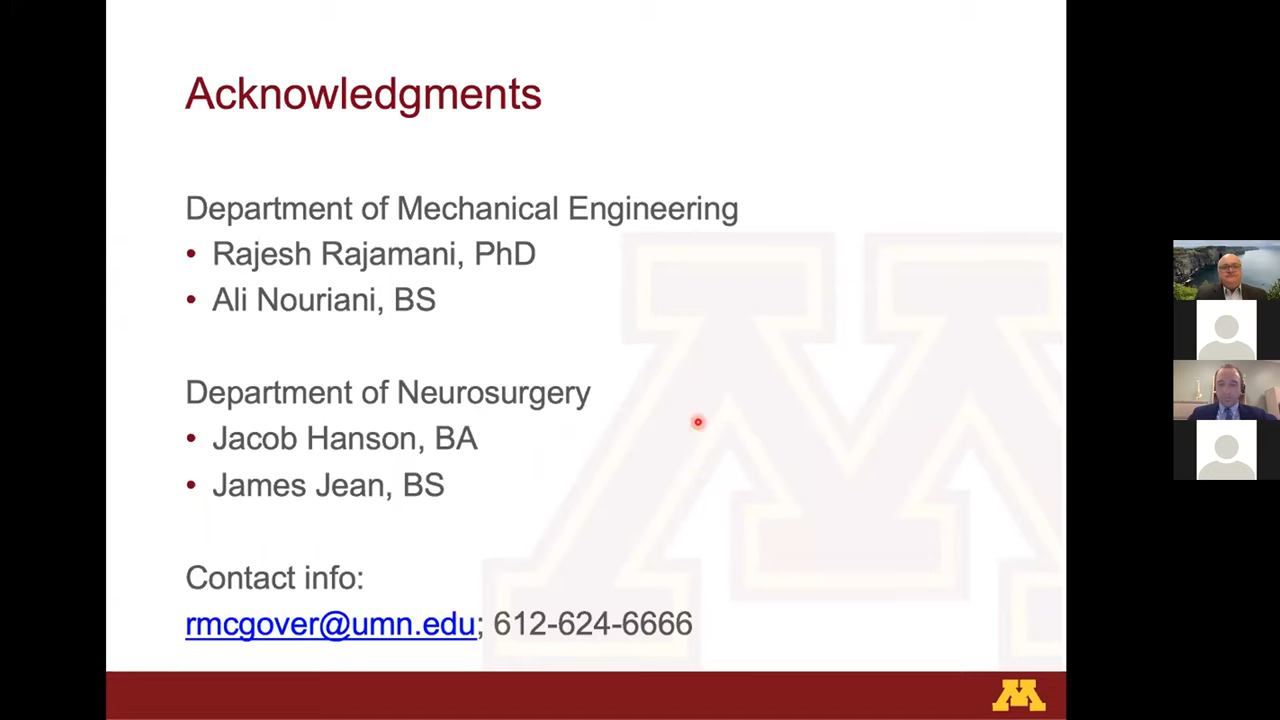 Acknowledgments
Department of Mechanical Engineering
• Rajesh Rajamani, PhD
• Ali Nouriani, BS
Department of Neurosurgery
• Jacob Hanson, BA
• James Jean, BS
Contact info:
rmcgover@umn.edu; 612-624-6666
M